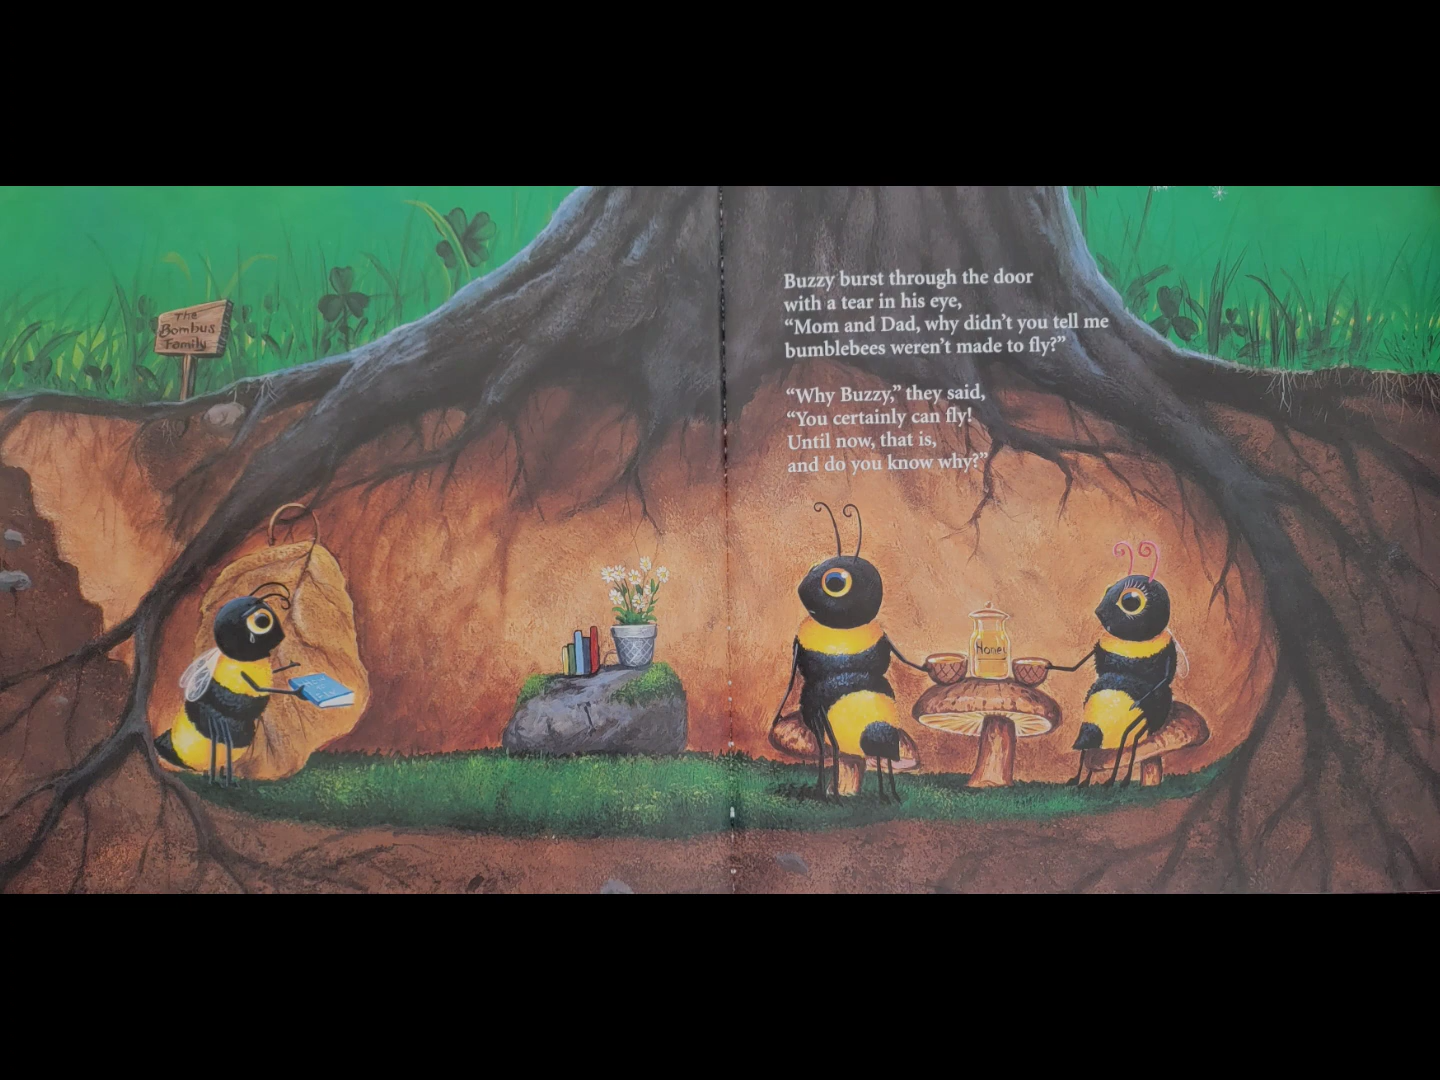 The
Bombus
Family
Buzzy burst through the door
with a tear in his eye,
“Mom and Dad, why didn’t you tell me
bumblebees weren’t made to fly?”
“Why Buzzy,” they said,
“You certainly can fly!
Until now, that is,
and do you know why?”
Honey